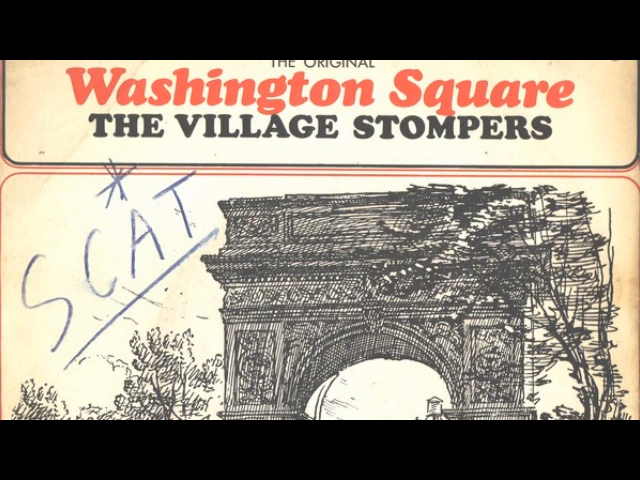 THE ORIGINAL
Washington Square
THE VILLAGE STOMPERS
*
SCAT